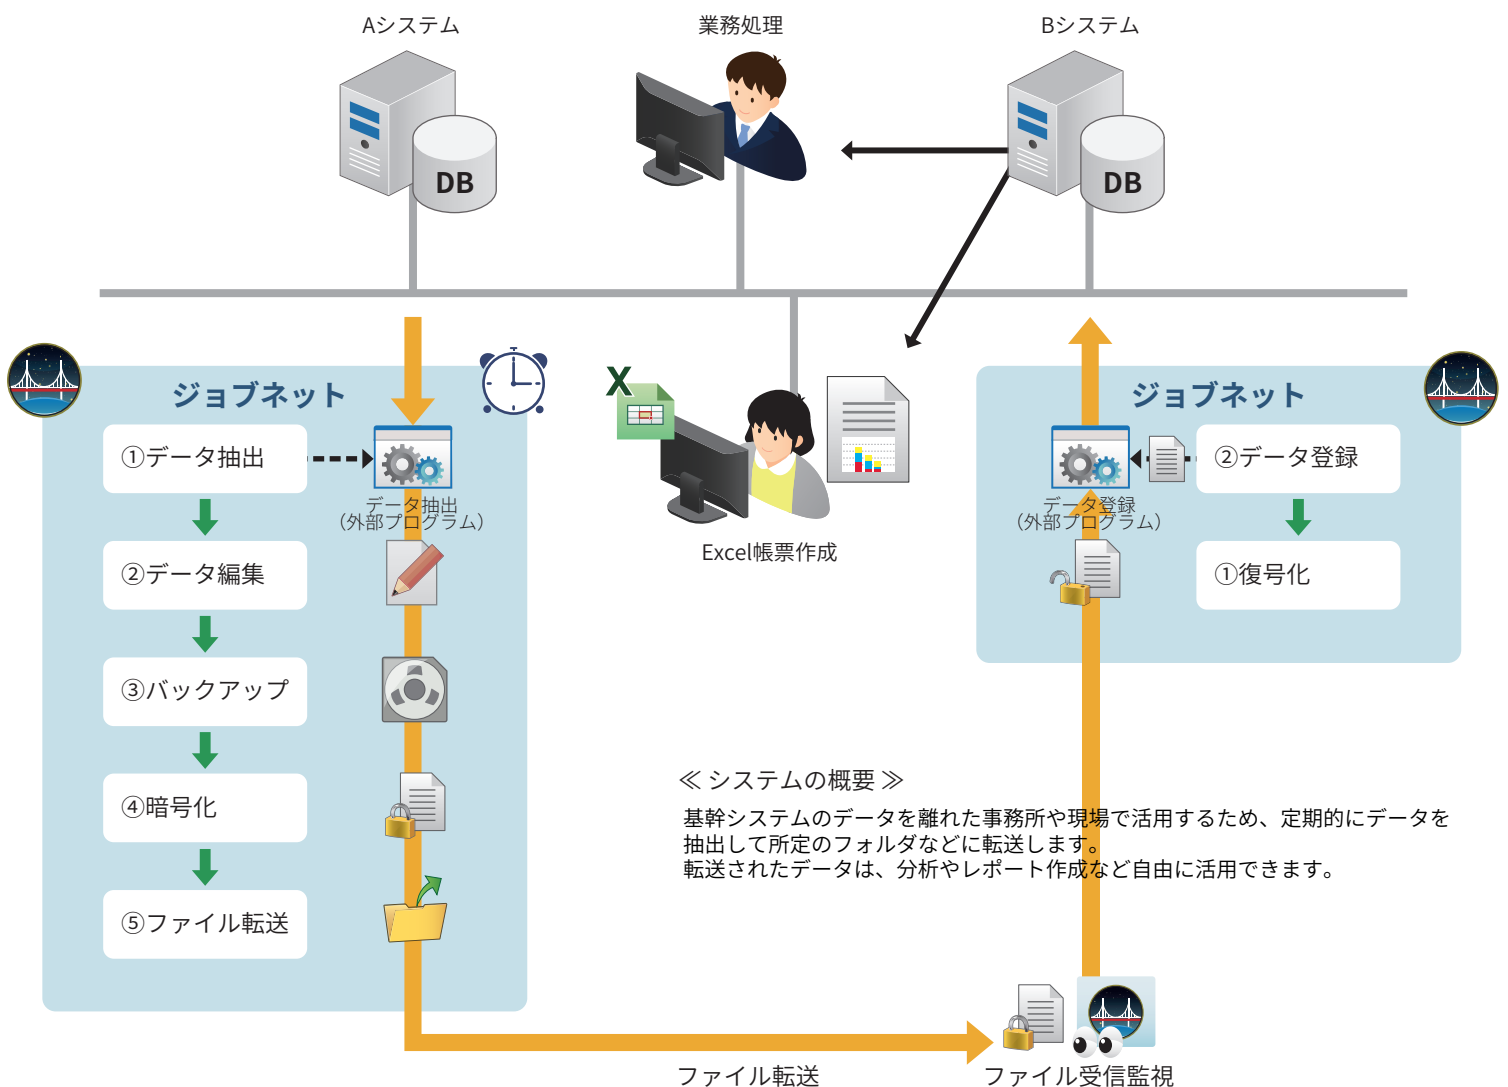 Aシステム
業務処理
Bシステム
DB
DB
ジョブネット
①データ抽出
データ抽出
（外部プログラム）
②データ編集
③バックアップ
④暗号化
⑤ファイル転送
X
Excel帳票作成
ジョブネット
②データ登録
データ登録
（外部プログラム）
①復号化
≪ システムの概要 ≫
基幹システムのデータを離れた事務所や現場で活用するため、定期的にデータを
抽出して所定のフォルダなどに転送します。
転送されたデータは、分析やレポート作成など自由に活用できます。
ファイル転送
ファイル受信監視